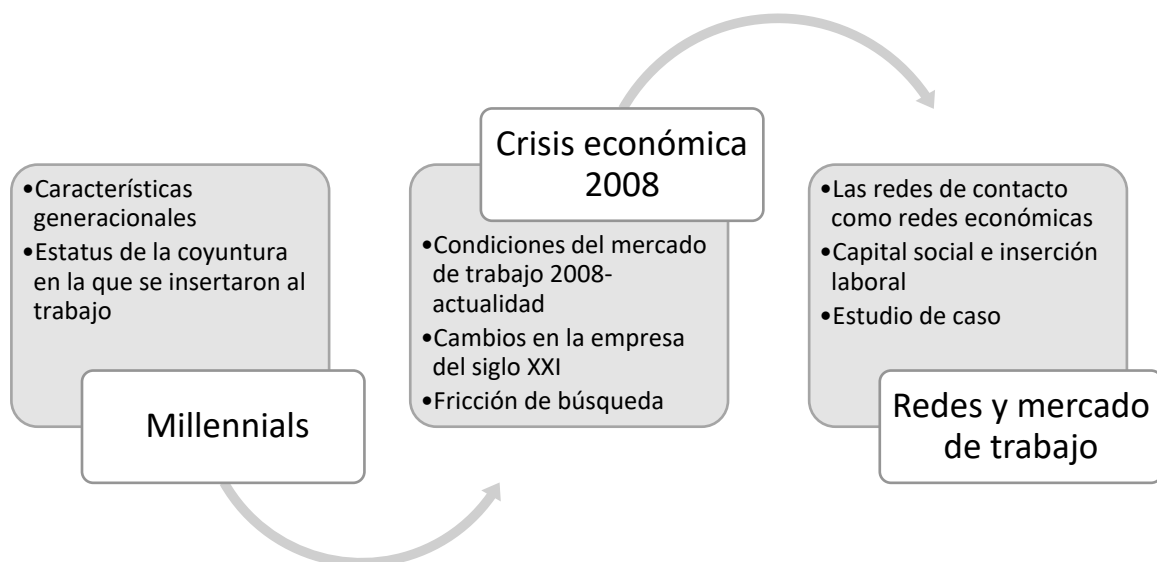 •Características
generacionales
•Estatus de la coyuntura
en la que se insertaron al
trabajo
Millennials
Crisis económica
2008
•Condiciones del mercado
de trabajo 2008-
actualidad
•Cambios en la empresa
del siglo XXI
•Fricción de búsqueda
•Las redes de contacto
como redes económicas
•Capital social e inserción
laboral
•Estudio de caso
Redes y mercado
de trabajo